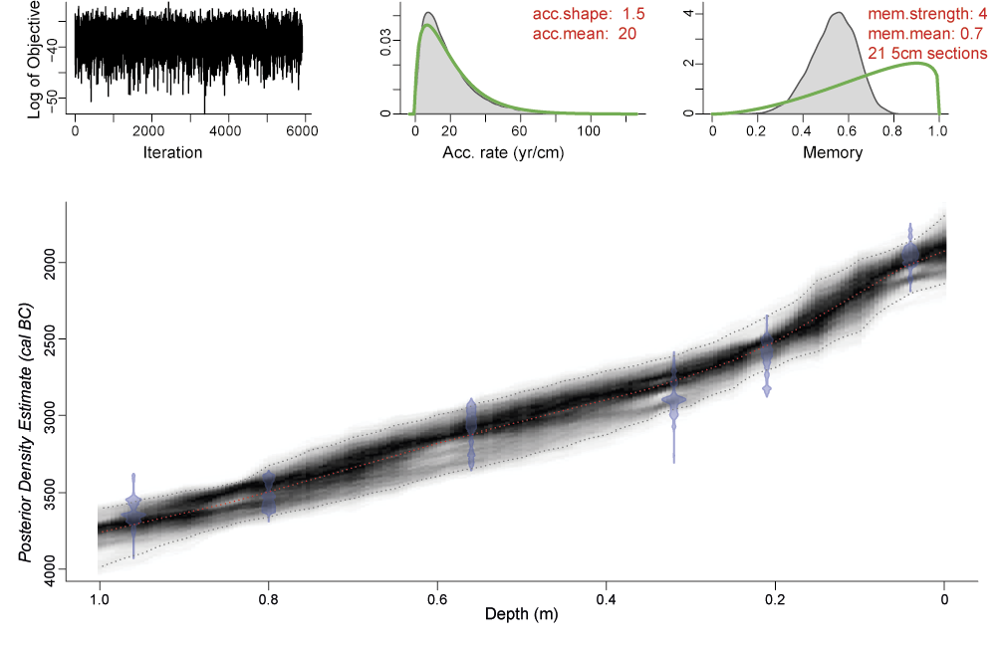 Log of Objective
−40
−50
0
2000
4000
6000
Iteration
acc.shape: 1.5
acc.mean: 20
0.03
0
0
20
60
100
Acc. rate (yr/cm)
mem.strength: 4
mem.mean: 0.7
21 5cm sections
4
2
0
0
0.2
0.4
0.6
0.8
1.0
Memory
Posterior Density Estimate (cal BC)
2000
2500
3000
3500
4000
1.0
0.8
0.6
0.4
0.2
0
Depth (m)